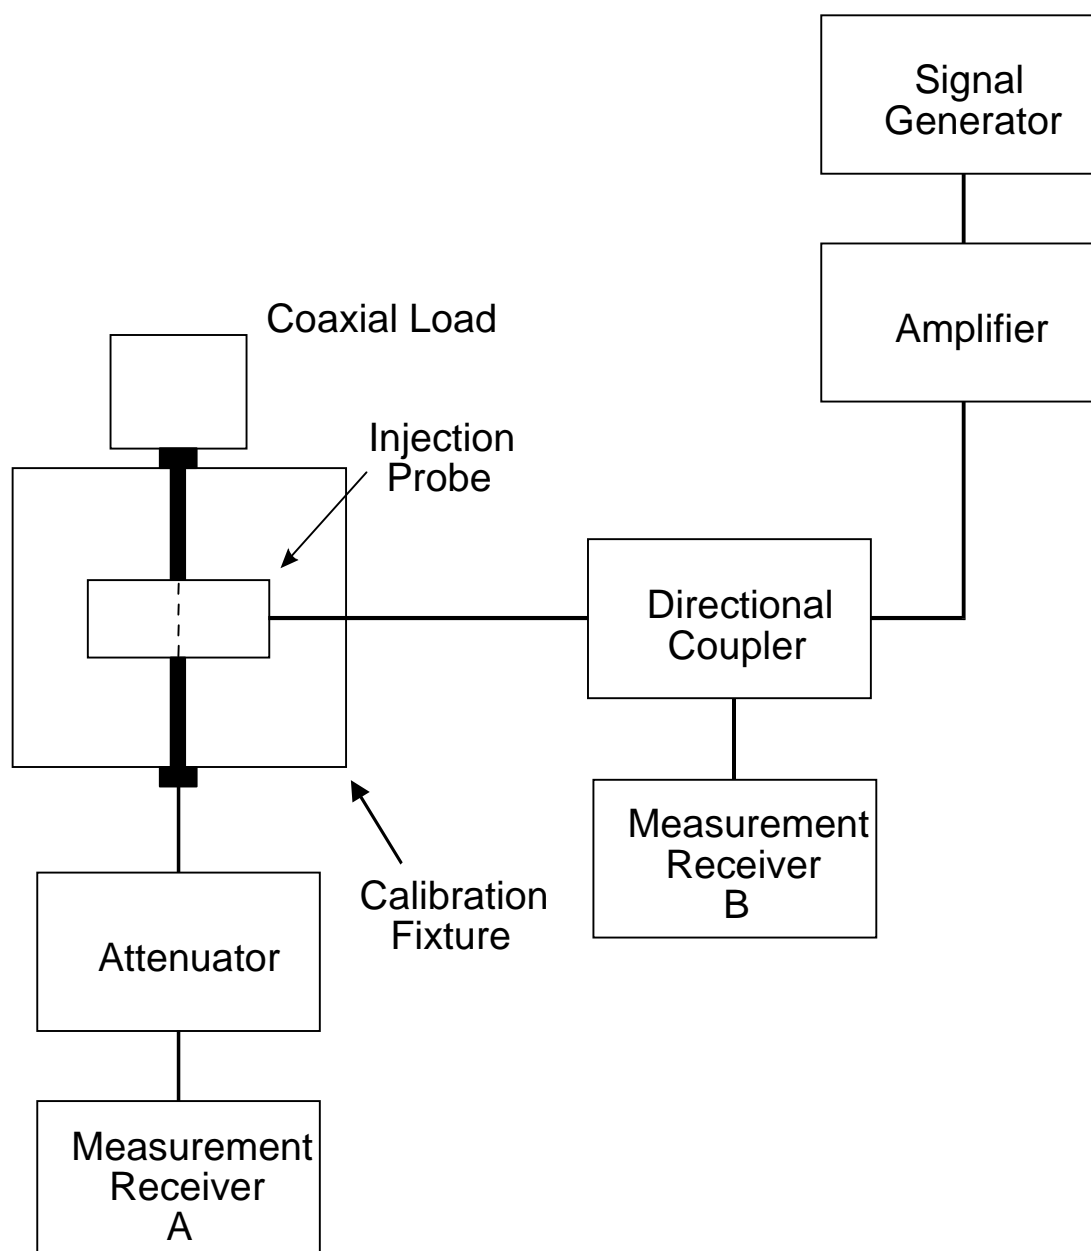 Signal
Generator
Amplifier
Coaxial Load
Injection
Probe
Directional
Coupler
Measurement
Receiver
B
Calibration
Fixture
Attenuator
Measurement
Receiver
A